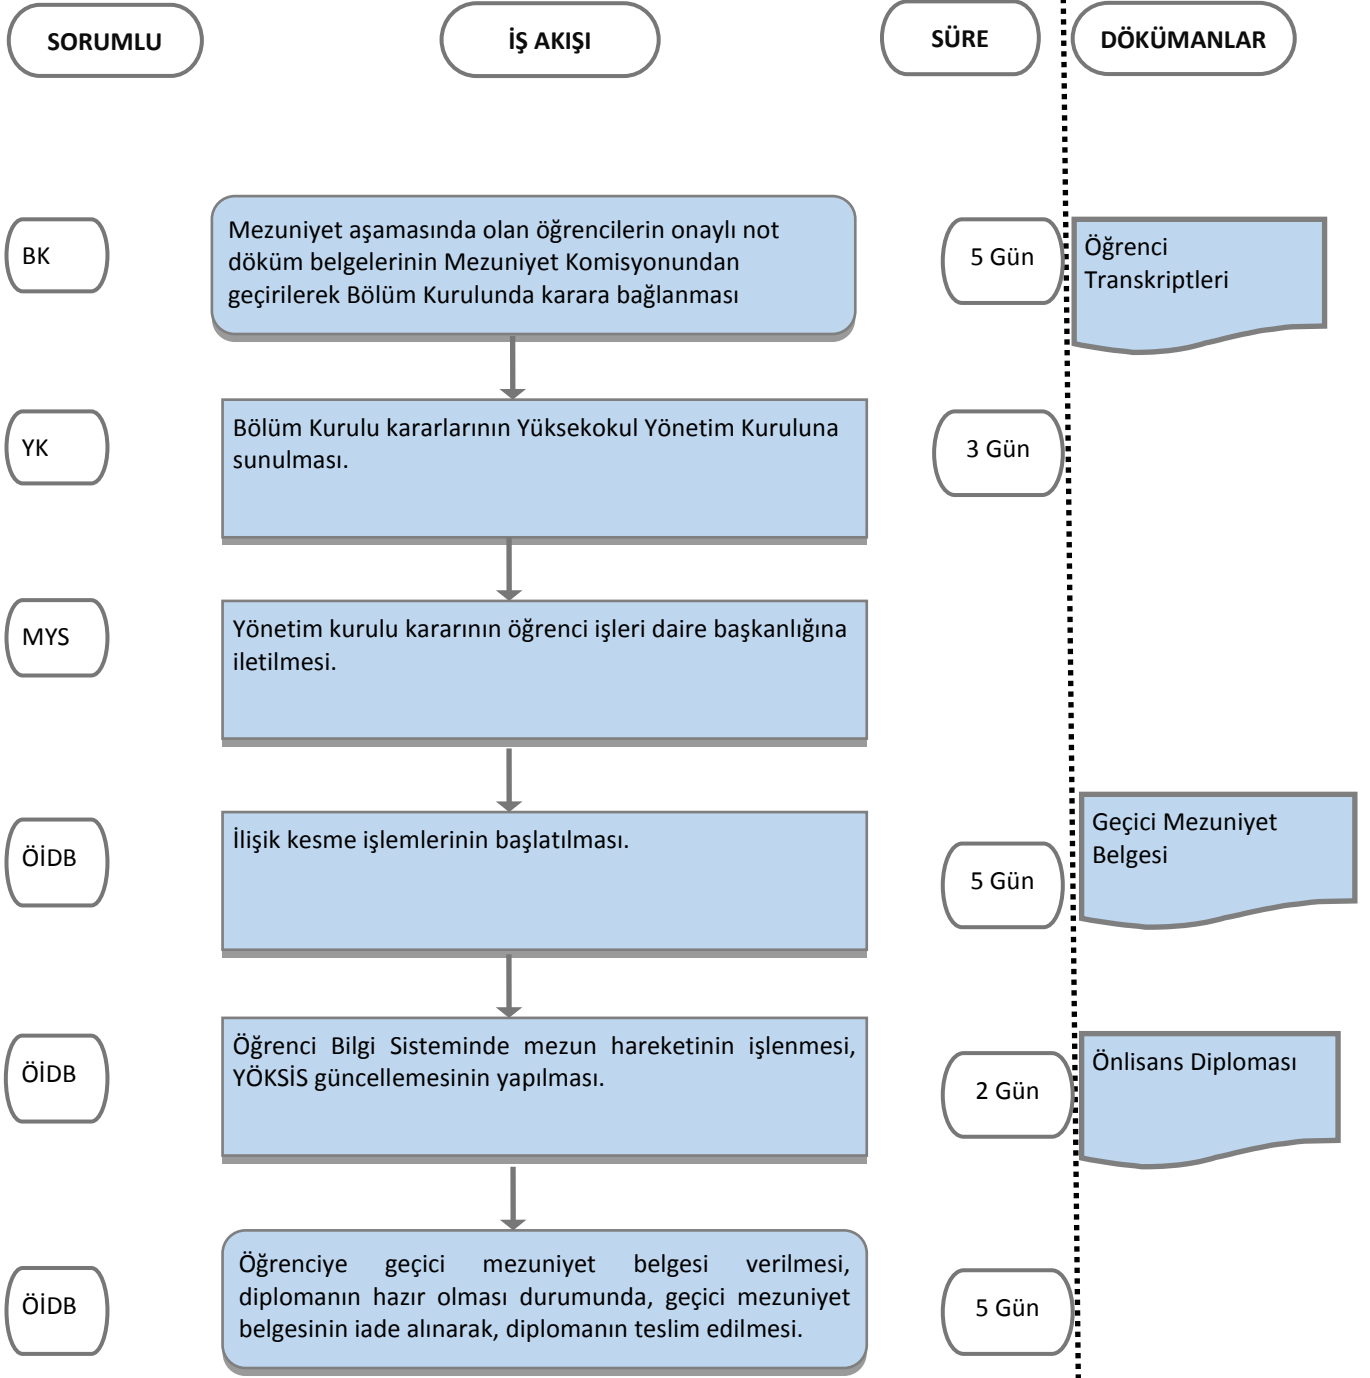 SORUMLU
İŞ AKIŞI
SÜRE
DÖKÜMANLAR
BK
Mezuniyet aşamasında olan öğrencilerin onaylı not
döküm belgelerinin Mezuniyet Komisyonundan
geçirilerek Bölüm Kurulunda karara bağlanması
5 Gün
Öğrenci
Transkriptleri
YK
Bölüm Kurulu kararlarının Yüksekokul Yönetim Kuruluna
sunulması.
3 Gün
MYS
Yönetim kurulu kararının öğrenci işleri daire başkanlığına
iletilmesi.
ÖİDB
İlişik kesme işlemlerinin başlatılması.
5 Gün
Geçici Mezuniyet
Belgesi
ÖİDB
Öğrenci Bilgi Sisteminde mezun hareketinin işlenmesi,
YÖKSİS güncellemesinin yapılması.
2 Gün
Önlisans Diploması
ÖİDB
Öğrenciye geçici mezuniyet belgesi verilmesi,
diplomanın hazır olması durumunda, geçici mezuniyet
belgesinin iade alınarak, diplomanın teslim edilmesi.
5 Gün